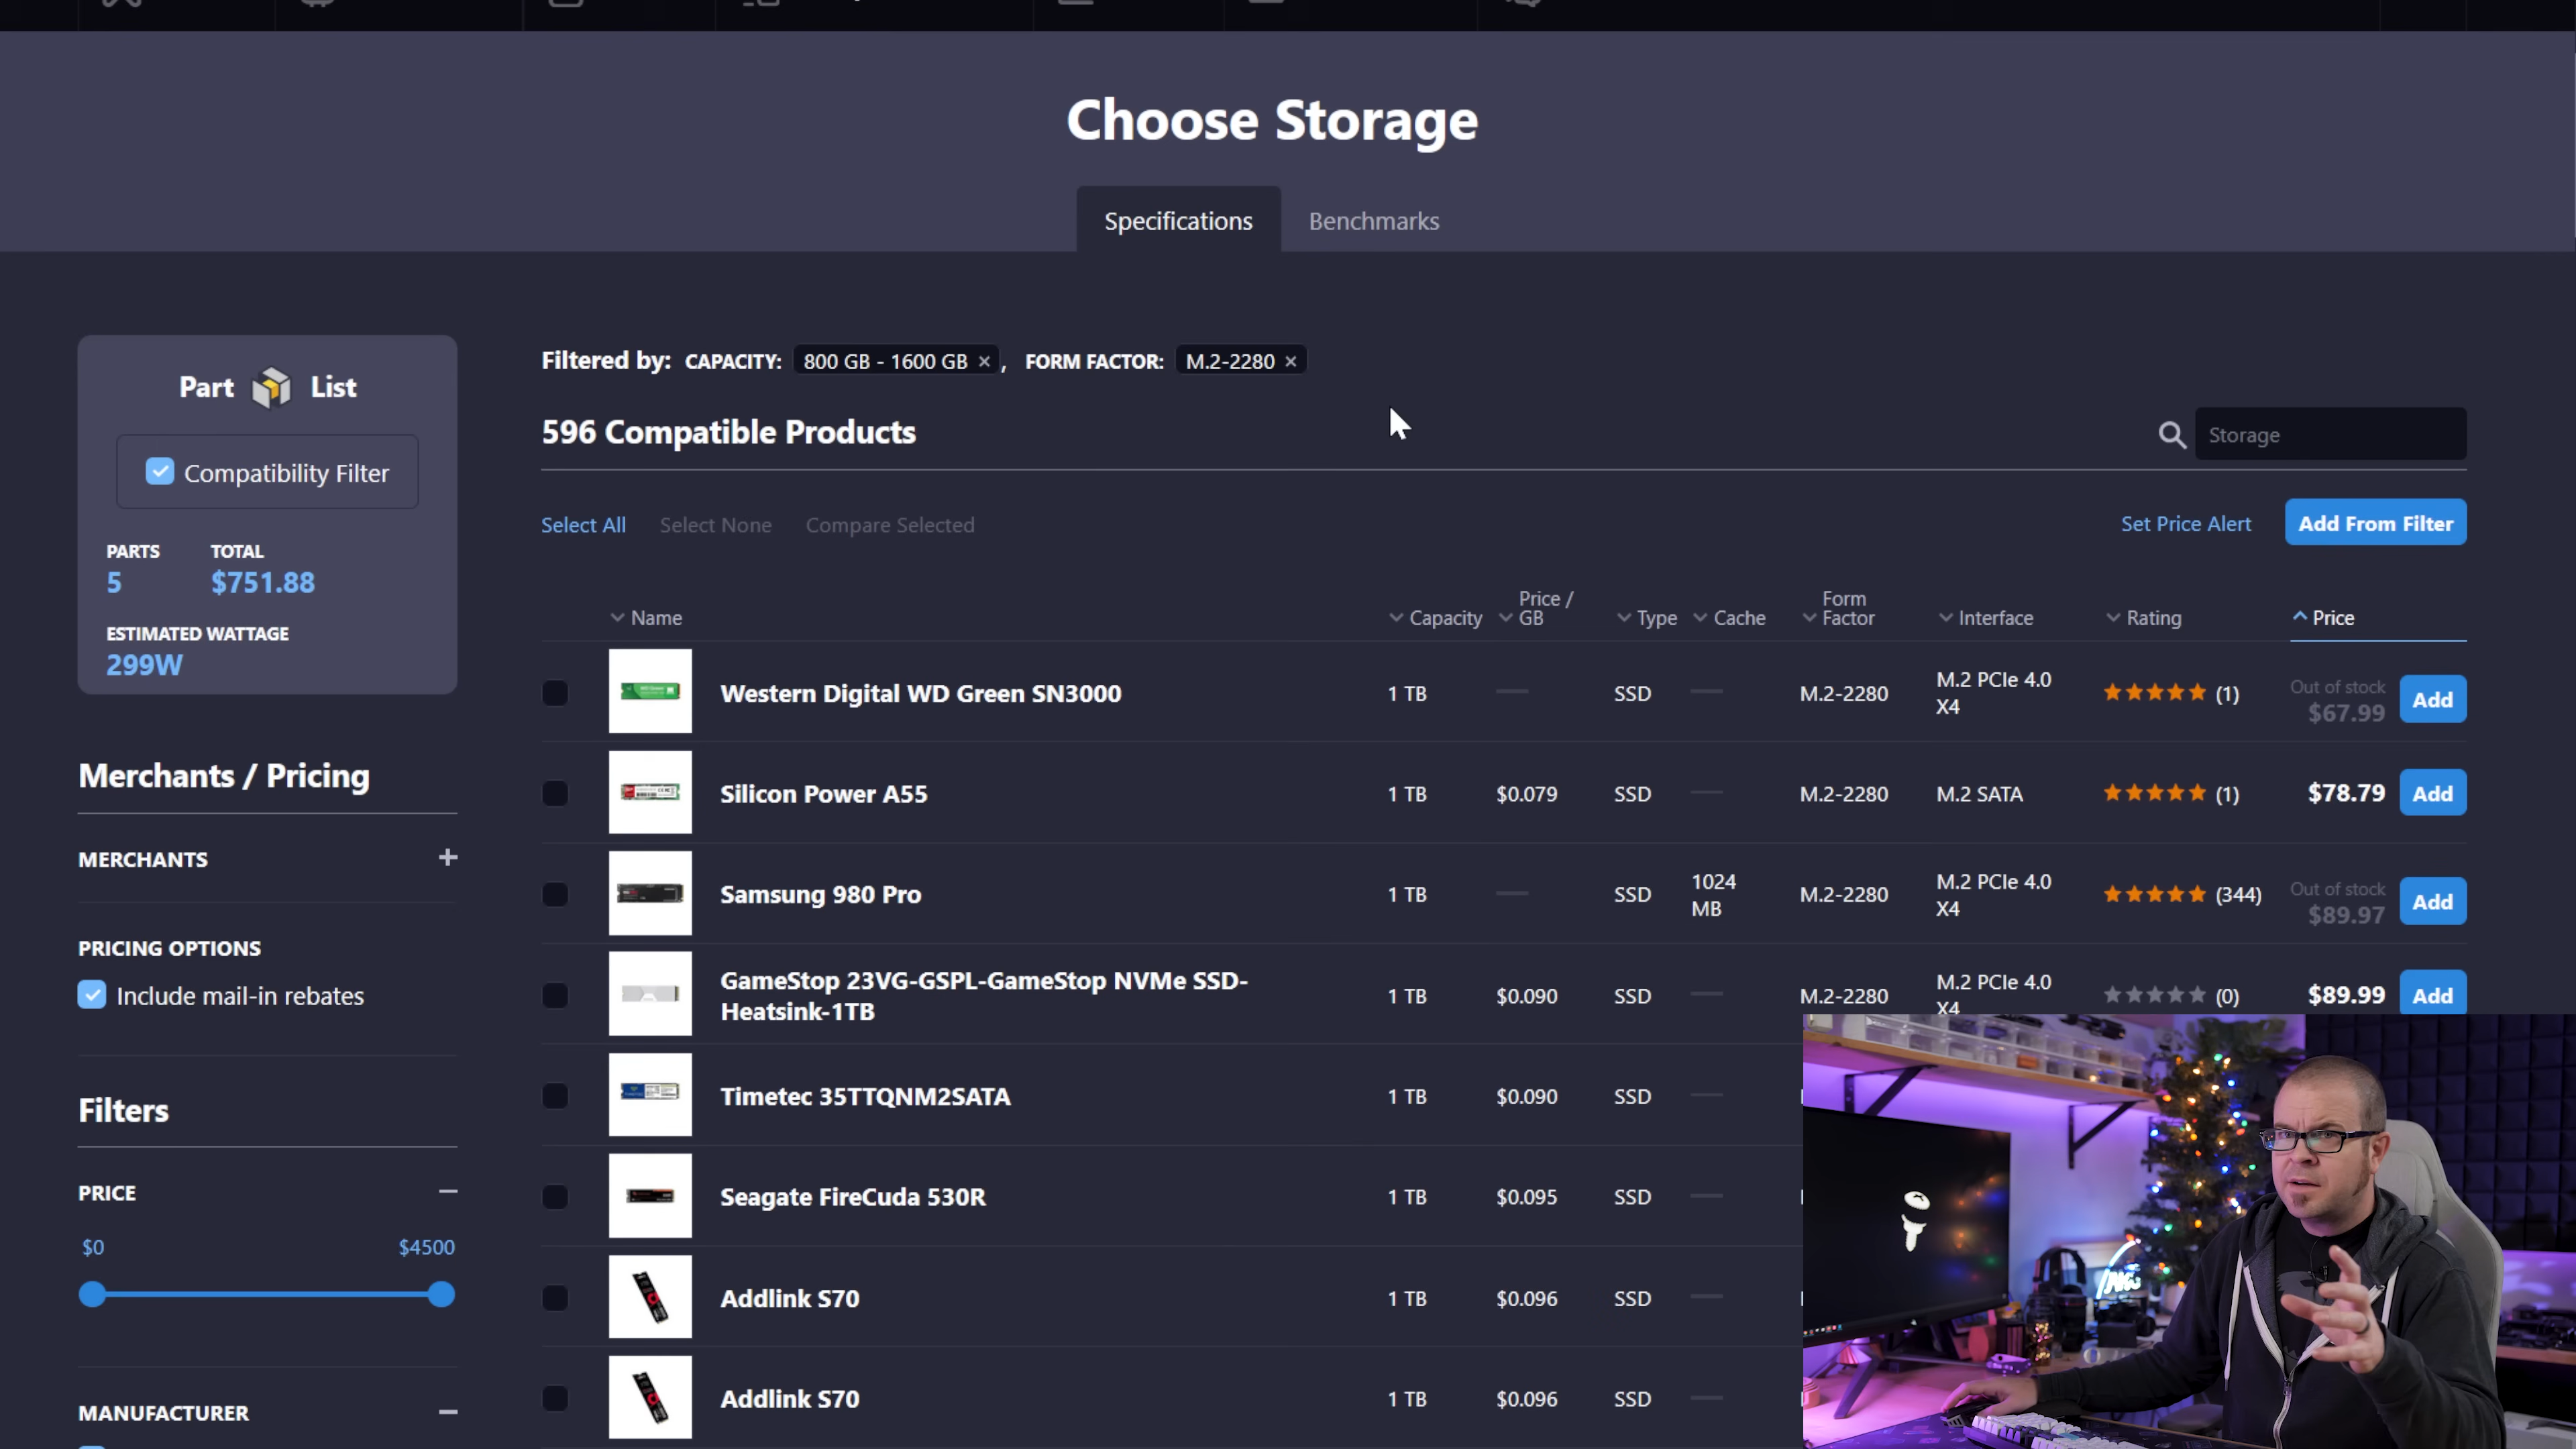 Choose Storage
Specifications
Benchmarks
Part List
Compatibility Filter
PARTS
TOTAL
5
$751.88
ESTIMATED WATTAGE
299W
Merchants / Pricing
MERCHANTS
PRICING OPTIONS
Include mail-in rebates
Filters
PRICE
$0
$4500
MANUFACTURER
Filtered by: CAPACITY: 800 GB - 1600 GB ×, FORM FACTOR: M.2-2280 ×
596 Compatible Products
Storage
Select All
Select None
Compare Selected
Set Price Alert
Add From Filter
Name
Capacity
Price / GB
Type
Cache
Form Factor
Interface
Rating
Price
Western Digital WD Green SN3000 1 TB — SSD — M.2-2280 M.2 PCIe 4.0 X4 (1) Out of stock $67.99 Add
Silicon Power A55 1 TB $0.079 SSD — M.2-2280 M.2 SATA (1) $78.79 Add
Samsung 980 Pro 1 TB — SSD 1024 MB M.2-2280 M.2 PCIe 4.0 X4 (344) Out of stock $89.97 Add
GameStop 23VG-GSPL-GameStop NVMe SSD-
Heatsink-1TB 1 TB $0.090 SSD — M.2-2280 M.2 PCIe 4.0 X4 (0) $89.99 Add
Timetec 35TTQNM2SATA 1 TB $0.090 SSD —
Seagate FireCuda 530R 1 TB $0.095 SSD —
Addlink S70 1 TB $0.096 SSD —
Addlink S70 1 TB $0.096 SSD —